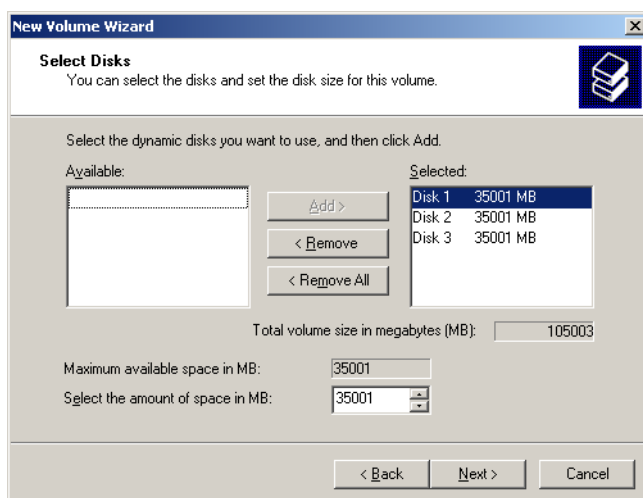 New Volume Wizard
Select Disks
You can select the disks and set the disk size for this volume.
Select the dynamic disks you want to use, and then click Add.
Available:
Selected:
Add >
< Remove
< Remove All
Disk 1 35001 MB
Disk 2 35001 MB
Disk 3 35001 MB
Total volume size in megabytes (MB): 105003
Maximum available space in MB: 35001
Select the amount of space in MB: 35001
< Back Next > Cancel